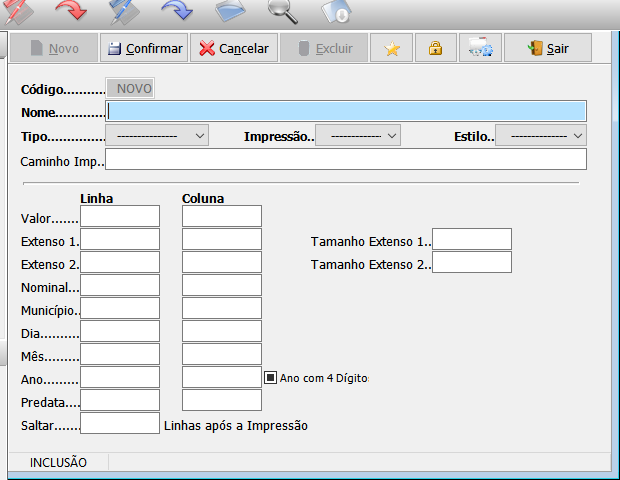 Novo Confirmar Cancelar Excluir Sair
Código........... NOVO
Nome.............
Tipo............... --------------- Impressão.. ------------- Estilo.. ---------------
Caminho Imp..
Linha Coluna
Valor.......
Extenso 1. Tamanho Extenso 1..
Extenso 2. Tamanho Extenso 2..
Nominal...
Município..
Dia..........
Mês.........
Ano......... Ano com 4 Dígitos
Predata....
Saltar....... Linhas após a Impressão
INCLUSÃO